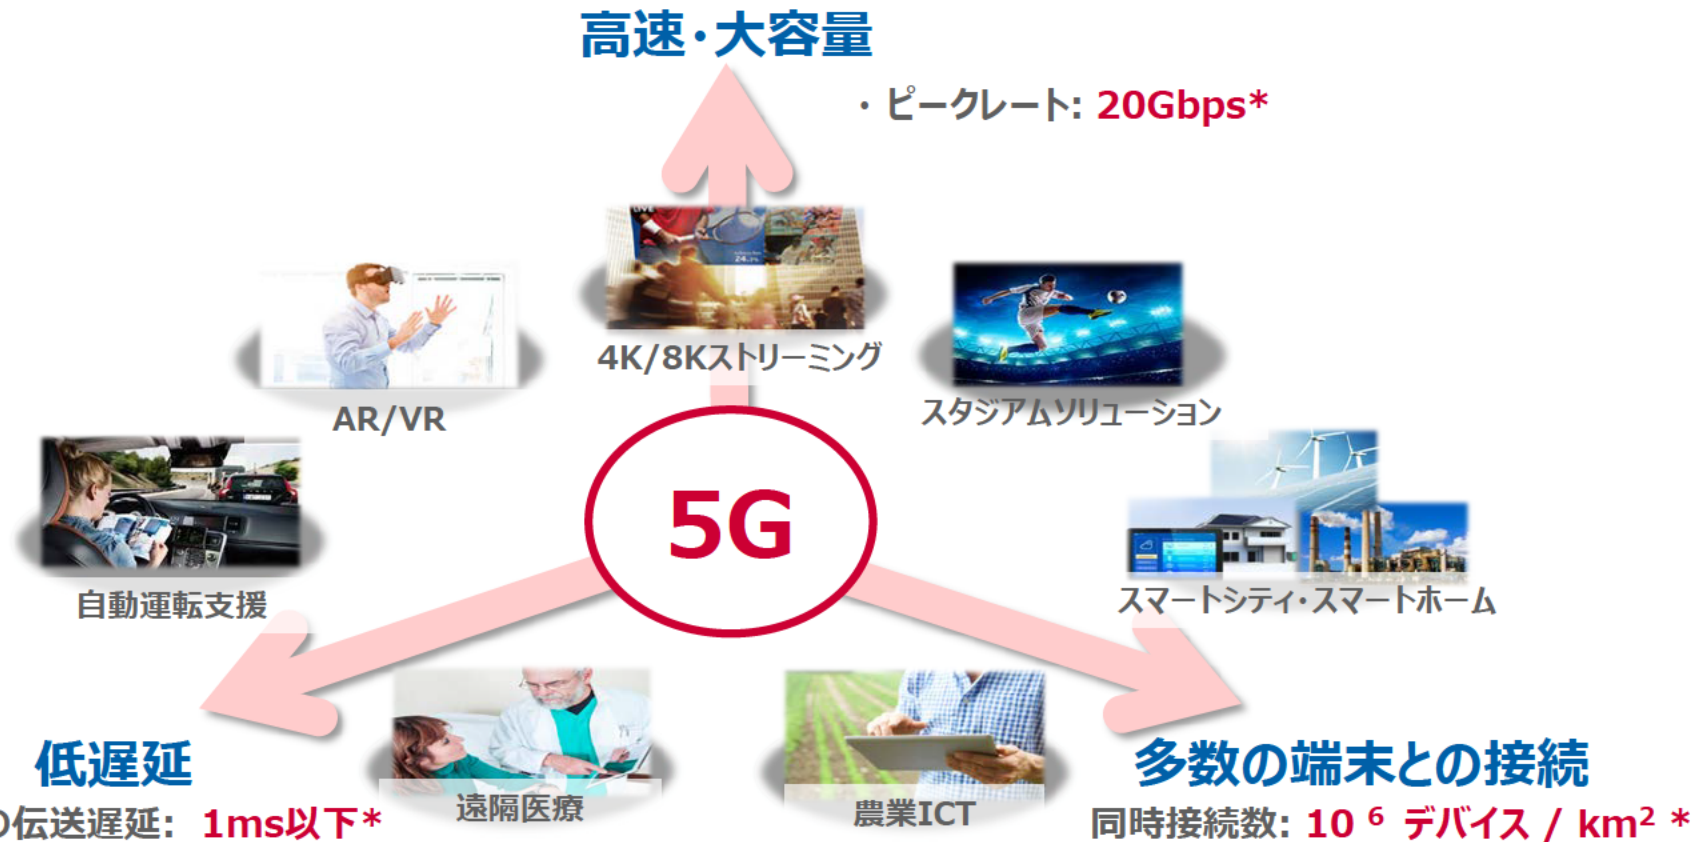 高速・大容量
・ ピークレート: 20Gbps*
LIVE
4K/8Kストリーミング
AR/VR
スタジアムソリューション
5G
自動運転支援
スマートシティ・スマートホーム
低遅延
の伝送遅延: 1ms以下*
遠隔医療
農業ICT
多数の端末との接続
同時接続数: 10⁶ デバイス / km² *